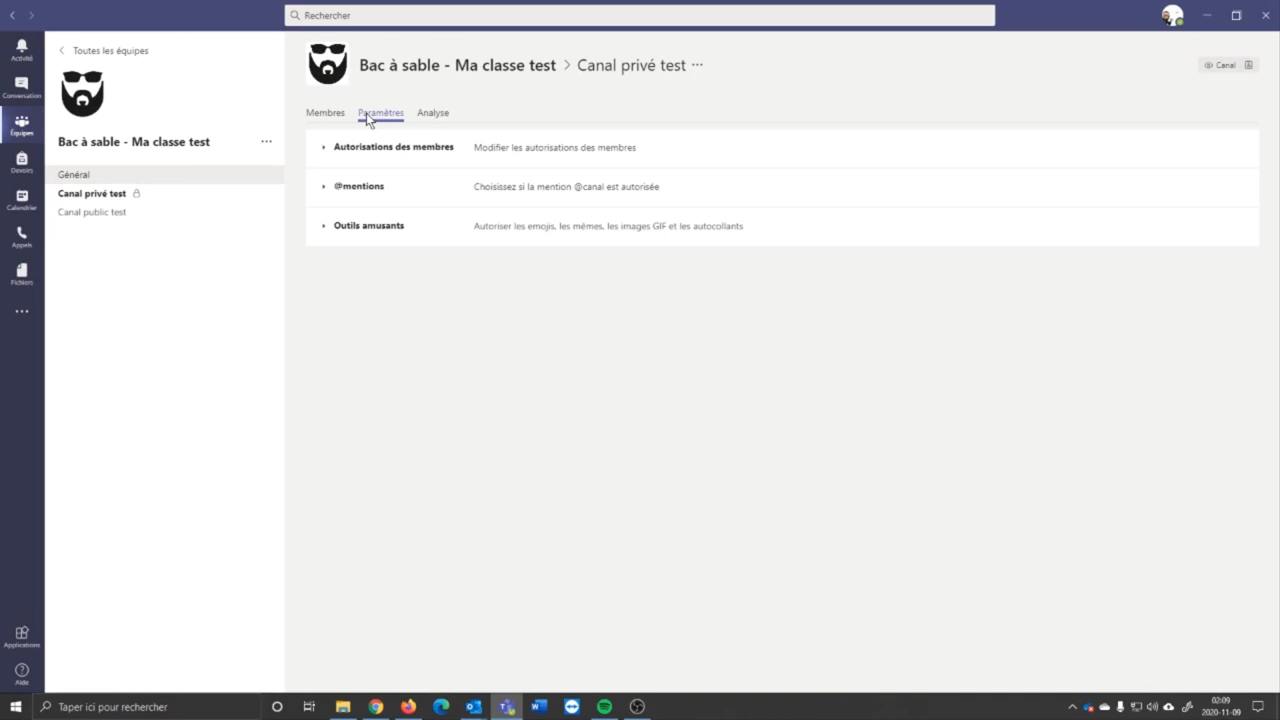 Rechercher
Activité
Conversation
Équipes
Devoirs
Calendrier
Appels
Fichiers
Applications
Aide
Toutes les équipes
Bac à sable - Ma classe test
Général
Canal privé test
Canal public test
Bac à sable - Ma classe test > Canal privé test ...
Canal
Membres Paramètres Analyse
Autorisations des membres Modifier les autorisations des membres
@mentions Choisissez si la mention @canal est autorisée
Outils amusants Autoriser les emojis, les mèmes, les images GIF et les autocollants
Taper ici pour rechercher
02:09
2020-11-09